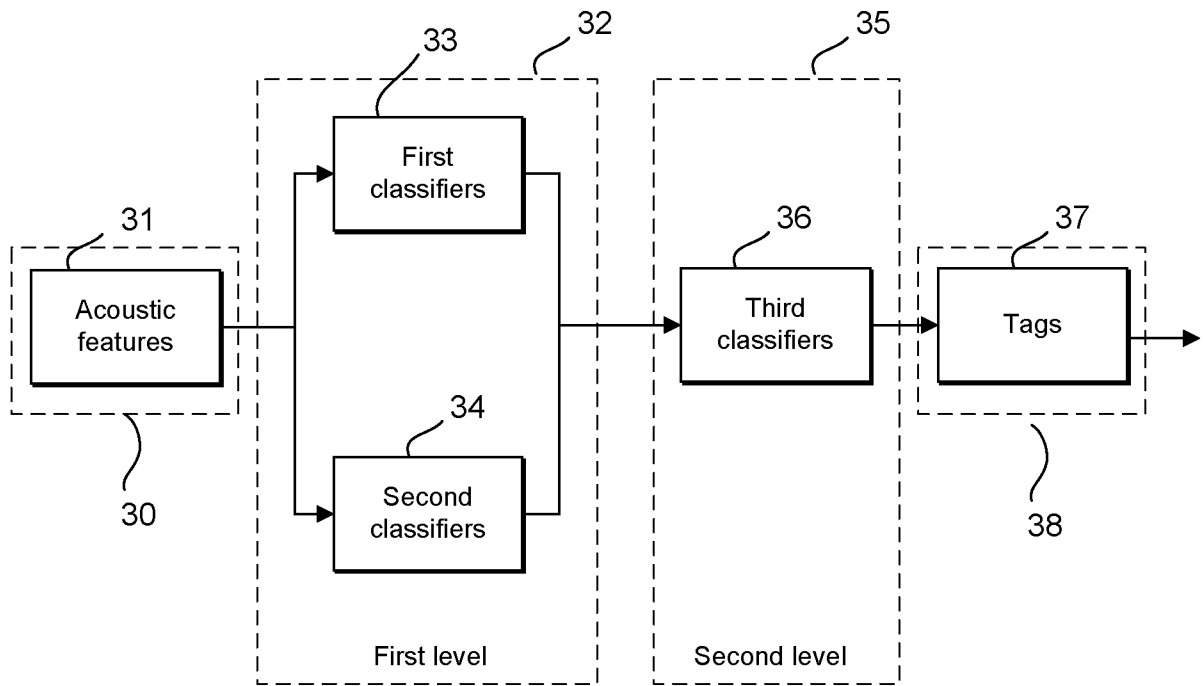 32
35
33
First
classifiers
31
36
37
Acoustic
features
Third
classifiers
Tags
34
30
Second
classifiers
38
First level
Second level